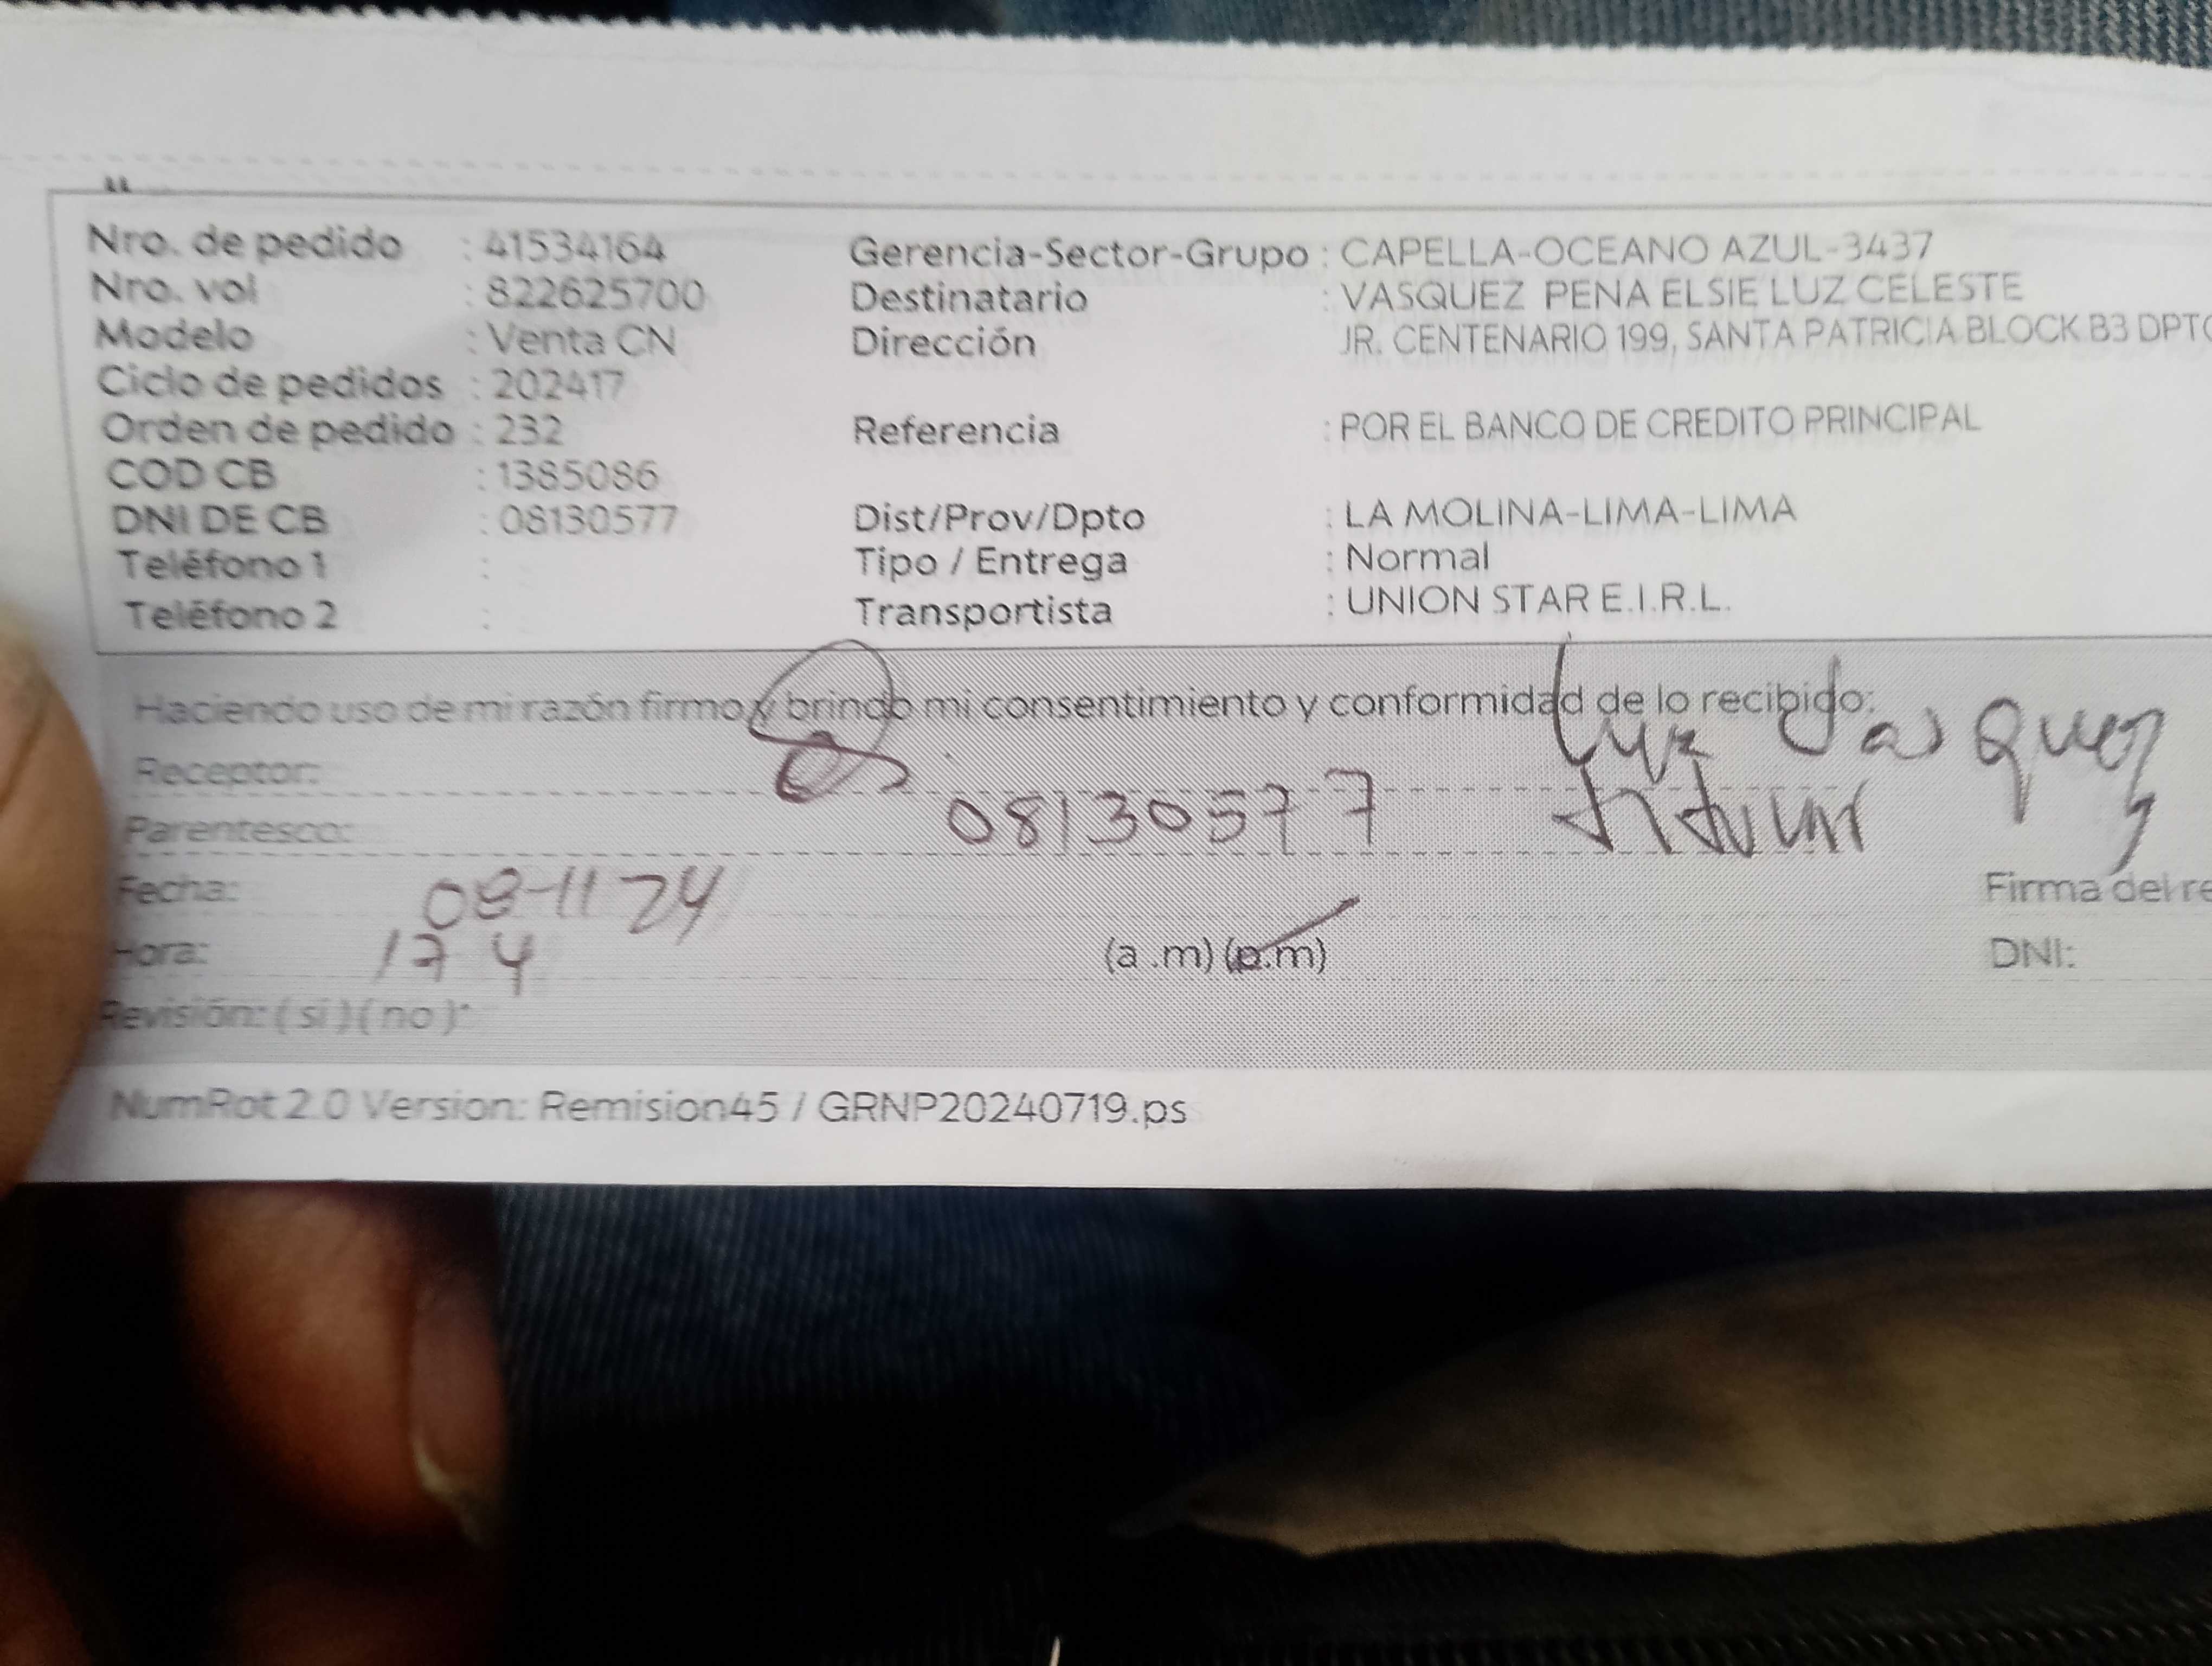 Nro. de pedido : 41534164 Gerencia-Sector-Grupo : CAPELLA-OCEANO AZUL-3437
Nro. vol : 822625700 Destinatario : VASQUEZ PENA ELSIE LUZ CELESTE
Modelo : Venta CN Dirección JR. CENTENARIO 199, SANTA PATRICIA BLOCK B3 DPTO
Ciclo de pedidos : 202417
Orden de pedido : 232 Referencia : POR EL BANCO DE CREDITO PRINCIPAL
COD CB : 1385086
DNI DE CB : 08130577 Dist/Prov/Dpto : LA MOLINA-LIMA-LIMA
Teléfono 1 : Tipo / Entrega : Normal
Teléfono 2 : Transportista : UNION STAR E.I.R.L.
Haciendo uso de mi razón firmo y brindo mi consentimiento y conformidad de lo recibido:
Luz Vasquez
Receptor:
Parentesco: 08130577 titular
Fecha: 08-11 24 Firma del re
Hora: 17 4 (a .m) (p.m) DNI:
Revisión: ( si ) ( no )*
NumRot 2.0 Version: Remision45 / GRNP20240719.ps